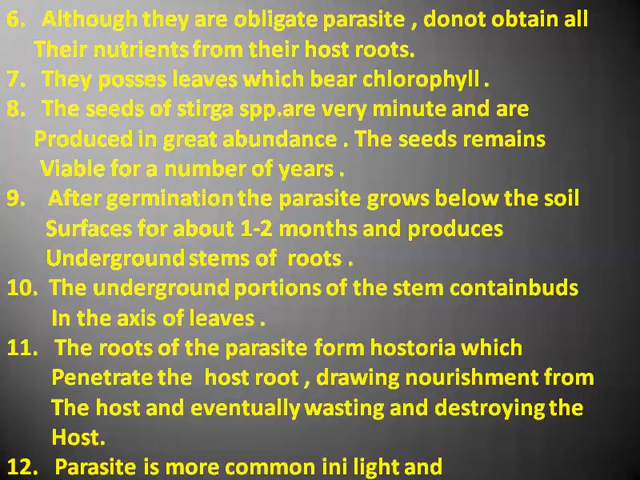 6. Although they are obligate parasite , donot obtain all
Their nutrients from their host roots.
7. They posses leaves which bear chlorophyll .
8. The seeds of stirga spp.are very minute and are
Produced in great abundance . The seeds remains
Viable for a number of years .
9. After germination the parasite grows below the soil
Surfaces for about 1-2 months and produces
Underground stems of roots .
10. The underground portions of the stem containbuds
In the axis of leaves .
11. The roots of the parasite form hostoria which
Penetrate the host root , drawing nourishment from
The host and eventually wasting and destroying the
Host.
12. Parasite is more common ini light and